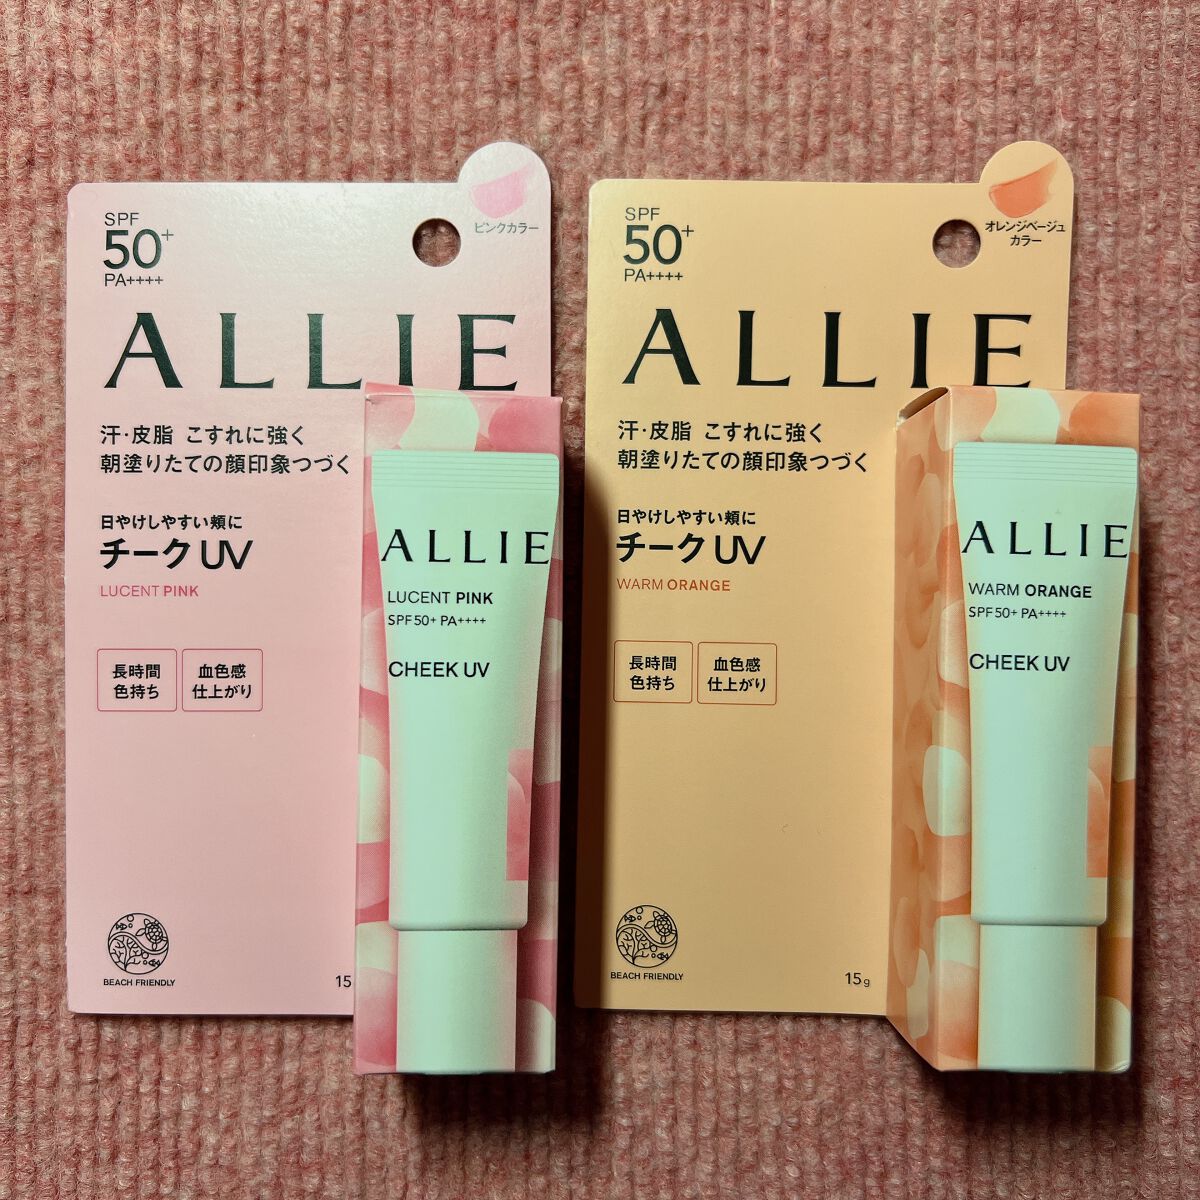 SPF
50+
PA++++
ピンクカラー
ALLIE
汗・皮脂 こすれに強く
朝塗りたての顔印象つづく
日やけしやすい頬に
チークUV
LUCENT PINK
長時間
色持ち
血色感
仕上がり
BEACH FRIENDLY
15
ALLIE
LUCENT PINK
SPF50+ PA++++
CHEEK UV
SPF
50+
PA++++
オレンジベージュ
カラー
ALLIE
汗・皮脂 こすれに強く
朝塗りたての顔印象つづく
日やけしやすい頬に
チークUV
WARM ORANGE
長時間
色持ち
血色感
仕上がり
BEACH FRIENDLY
15g
ALLIE
WARM ORANGE
SPF50+ PA++++
CHEEK UV